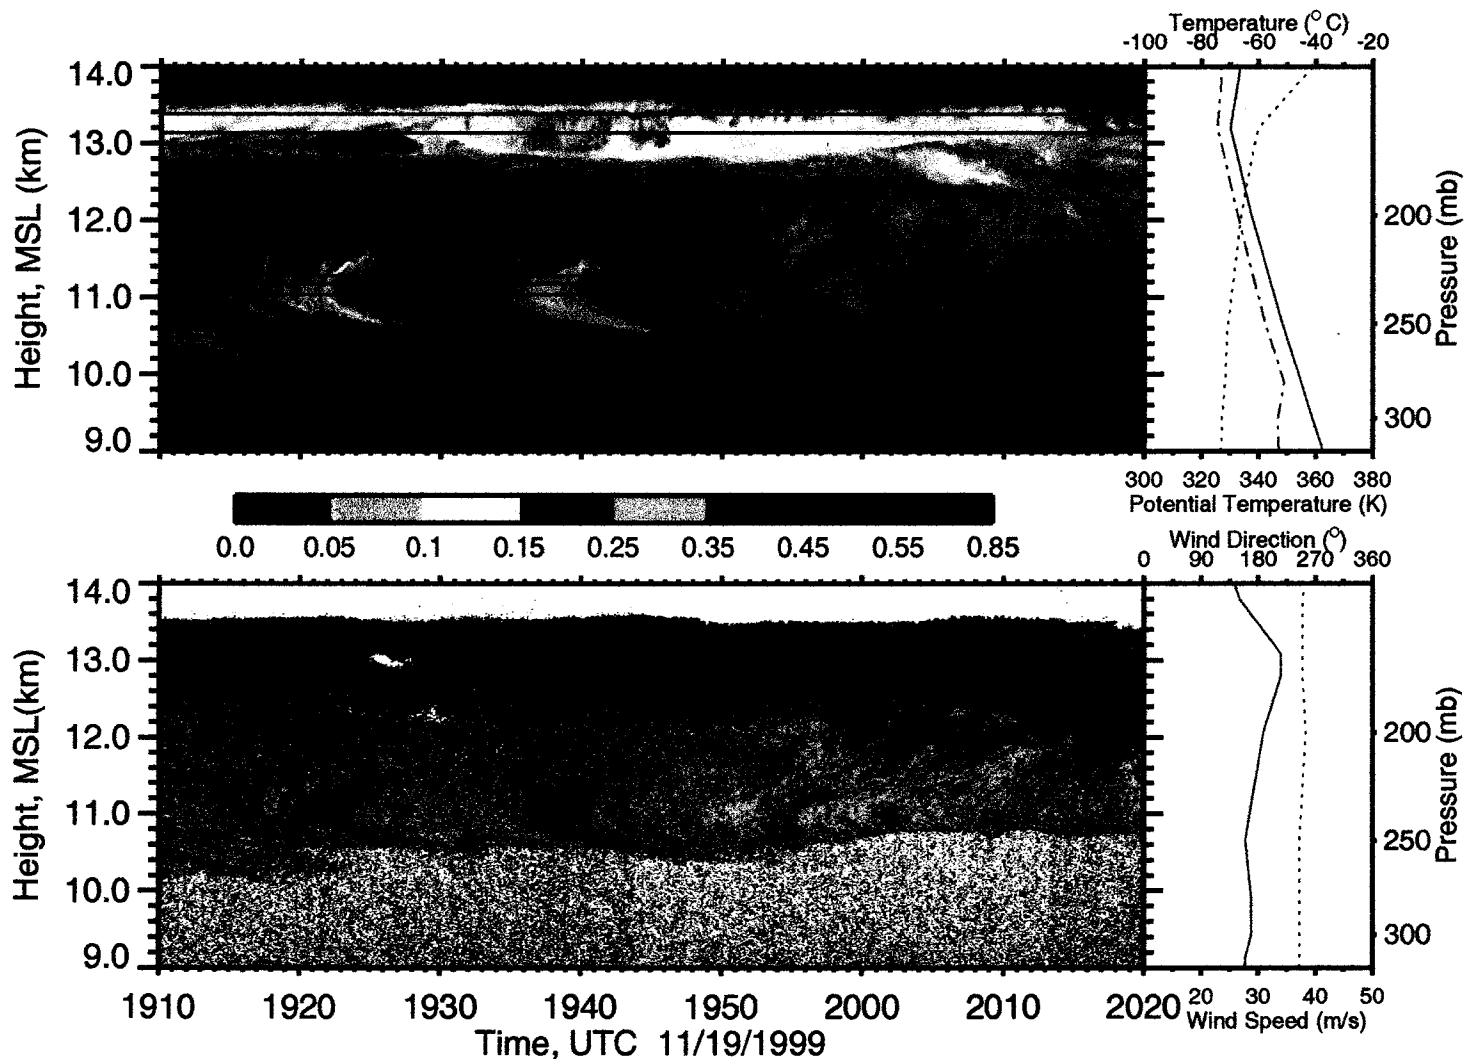 Temperature (°C)
-100 -80 -60 -40 -20
14.0
13.0
12.0
11.0
10.0
9.0
Height, MSL (km)
200
250
300
Pressure (mb)
300 320 340 360 380
Potential Temperature (K)
0.0 0.05 0.1 0.15 0.25 0.35 0.45 0.55 0.85
Wind Direction (°)
0 90 180 270 360
14.0
13.0
12.0
11.0
10.0
9.0
Height, MSL(km)
200
250
300
Pressure (mb)
1910 1920 1930 1940 1950 2000 2010 2020
20 30 40 50
Wind Speed (m/s)
Time, UTC 11/19/1999